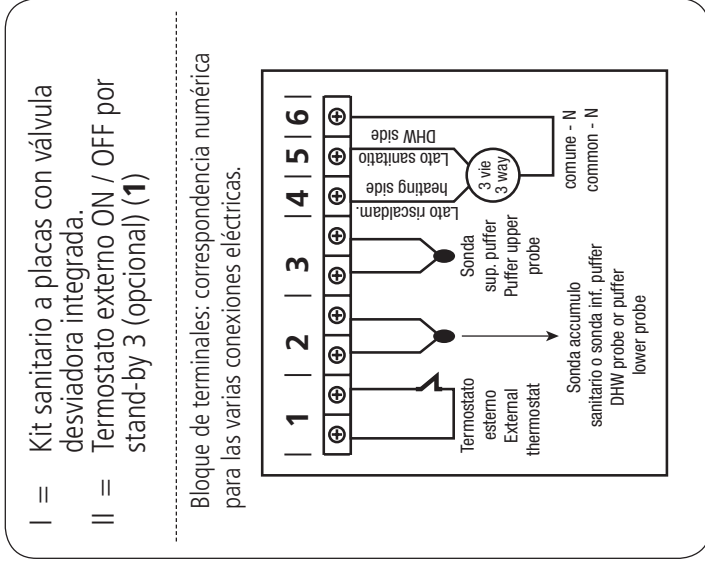 I = Kit sanitario a placas con válvula
desviadora integrada.
II = Termostato externo ON / OFF por
stand-by 3 (opcional) (1)
Bloque de terminales: correspondencia numérica
para las varias conexiones eléctricas.
1 2 3 4 5 6
Termostato
esterno
External
thermostat
Sonda accumulo
sanitario o sonda inf. puffer
DHW probe or puffer
lower probe
Sonda
sup. puffer
Puffer upper
probe
Lato riscaldam.
heating side
Lato sanitatio
DHW side
3 vie
3 way
comune - N
common - N